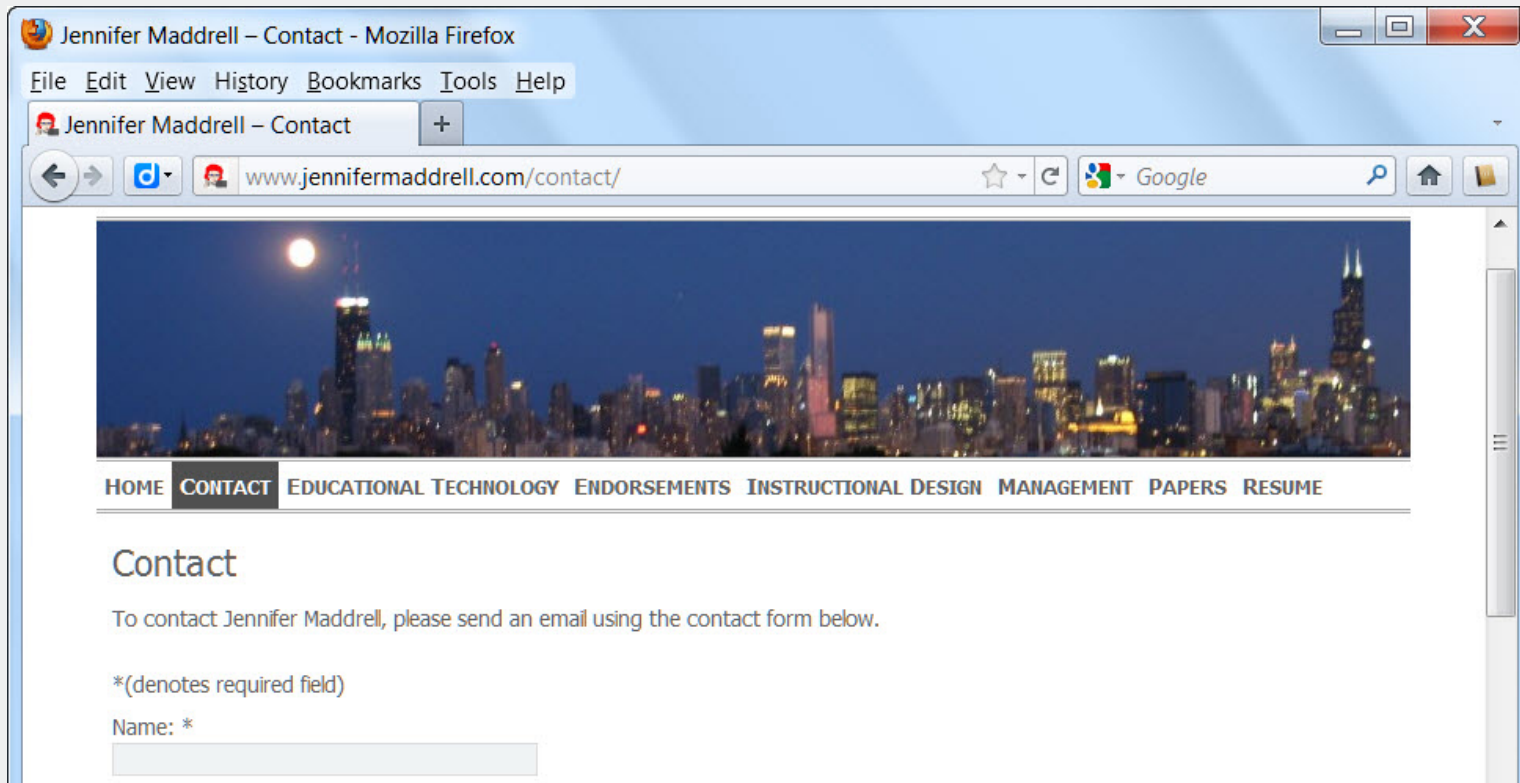 Jennifer Maddrell – Contact - Mozilla Firefox
File Edit View History Bookmarks Tools Help
Jennifer Maddrell – Contact +
www.jennifermaddrell.com/contact/ Google
HOME CONTACT EDUCATIONAL TECHNOLOGY ENDORSEMENTS INSTRUCTIONAL DESIGN MANAGEMENT PAPERS RESUME
Contact
To contact Jennifer Maddrell, please send an email using the contact form below.
*(denotes required field)
Name: *